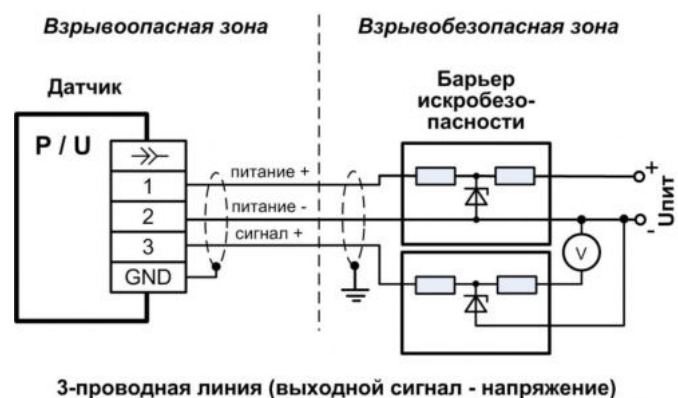 Взрывоопасная зона
Взрывобезопасная зона
Датчик
Барьер
искробезо-
пасности
P / U
1
2
3
GND
питание +
питание -
сигнал +
+
-
Uпит
V
3-проводная линия (выходной сигнал - напряжение)